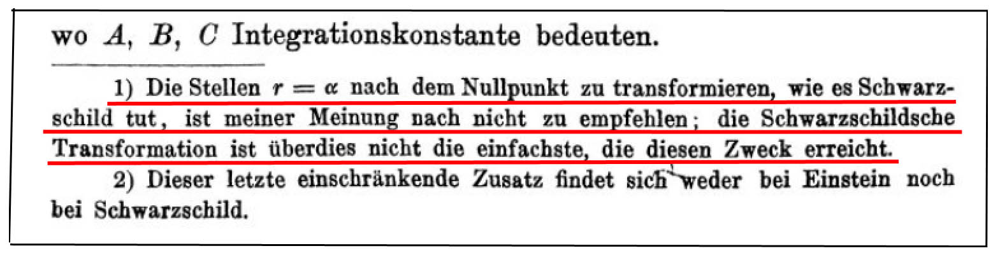 wo A, B, C Integrationskonstante bedeuten.
1) Die Stellen r = α nach dem Nullpunkt zu transformieren, wie es Schwarz-
schild tut, ist meiner Meinung nach nicht zu empfehlen; die Schwarzschildsche
Transformation ist überdies nicht die einfachste, die diesen Zweck erreicht.
2) Dieser letzte einschränkende Zusatz findet sich weder bei Einstein noch
bei Schwarzschild.